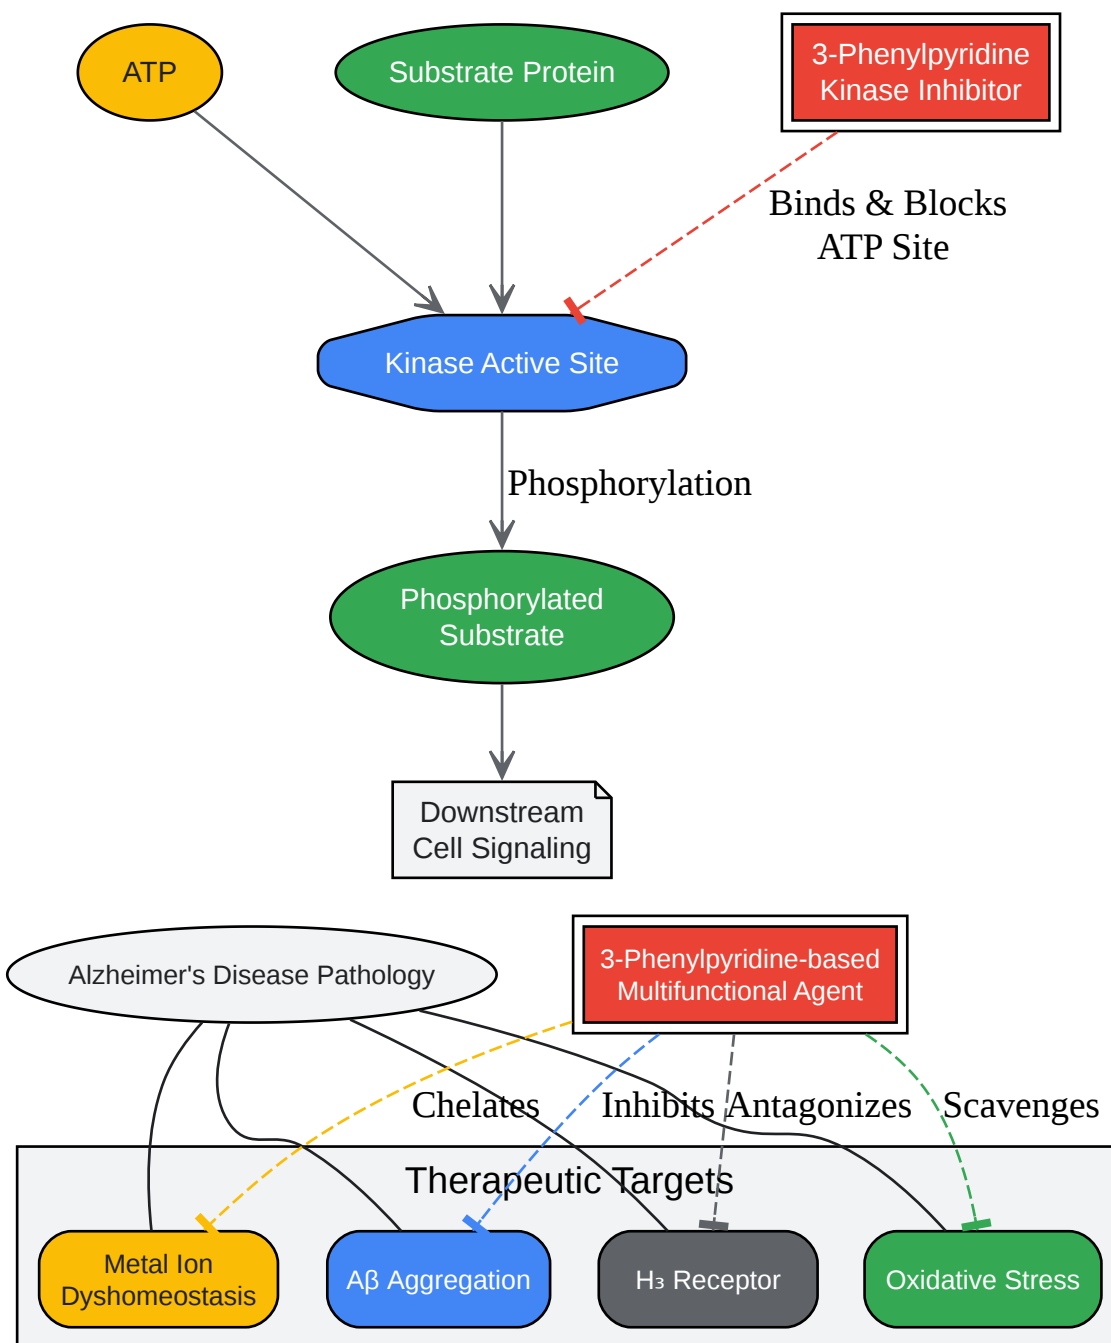 ATP
Substrate Protein
3-Phenylpyridine
Kinase Inhibitor
Binds & Blocks
ATP Site
Kinase Active Site
Phosphorylation
Phosphorylated
Substrate
Downstream
Cell Signaling
Alzheimer's Disease Pathology
3-Phenylpyridine-based
Multifunctional Agent
Chelates
Inhibits
Antagonizes
Scavenges
Therapeutic Targets
Metal Ion
Dyshomeostasis
Aβ Aggregation
H₃ Receptor
Oxidative Stress